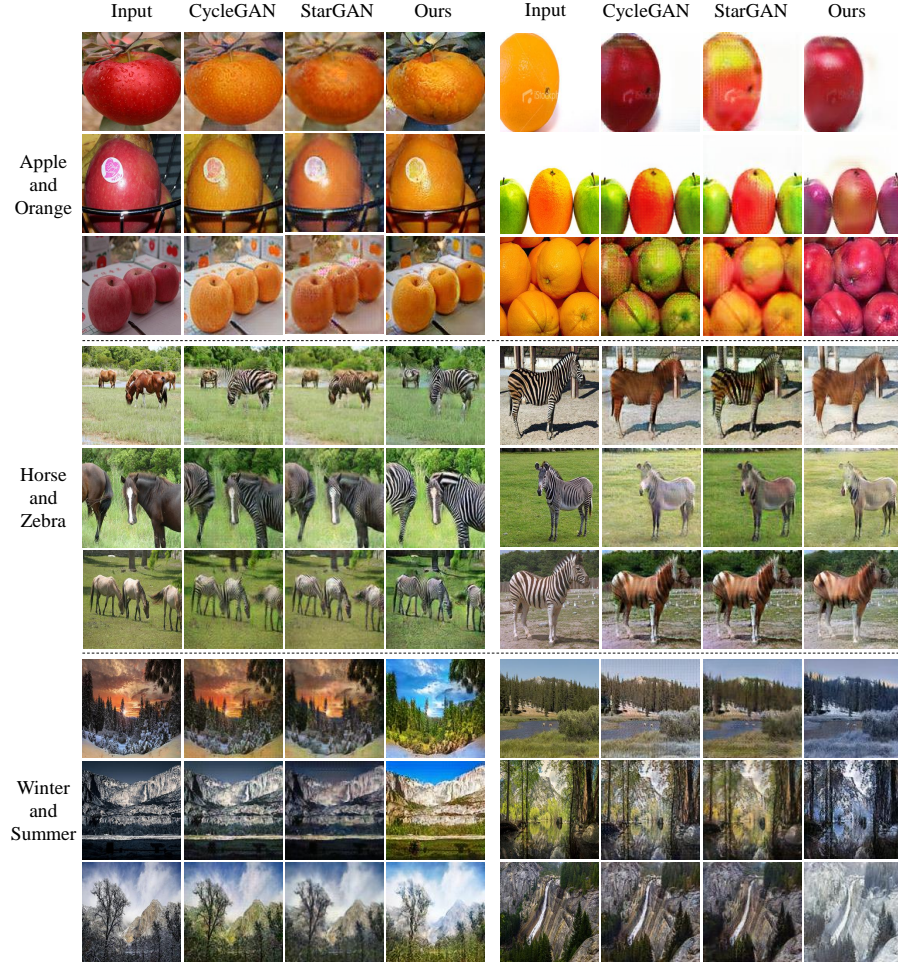 Input CycleGAN StarGAN Ours Input CycleGAN StarGAN Ours
Apple
and
Orange
Horse
and
Zebra
Winter
and
Summer